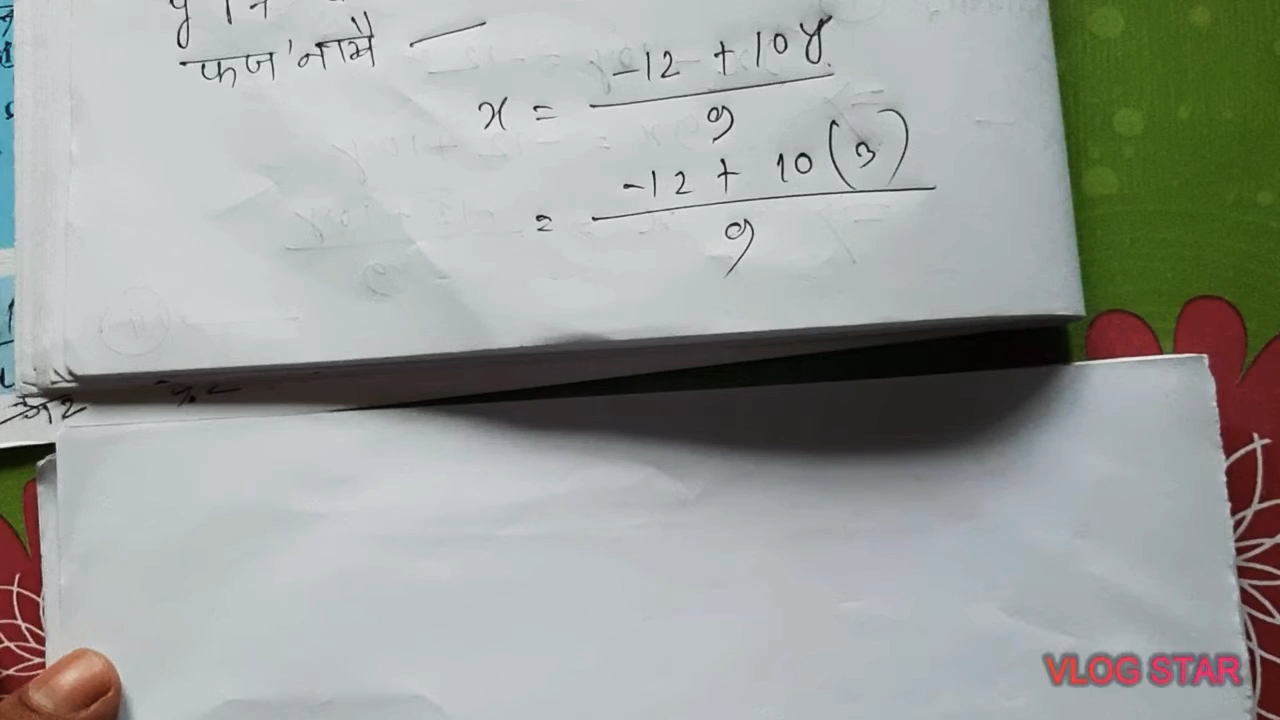 फज'नामै —
x = -12 + 10y / 9
= -12 + 10(3) / 9
VLOG STAR